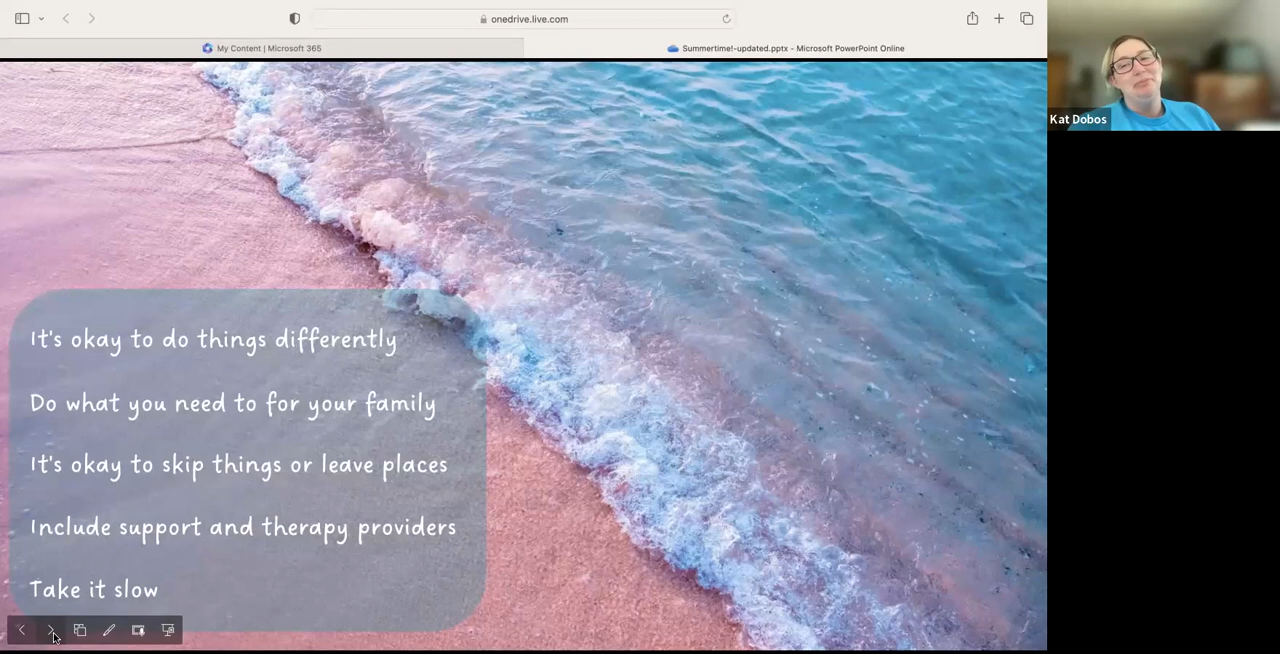 onedrive.live.com
My Content | Microsoft 365
Summertime!-updated.pptx - Microsoft PowerPoint Online
Kat Dobos
It's okay to do things differently
Do what you need to for your family
It's okay to skip things or leave places
Include support and therapy providers
Take it slow